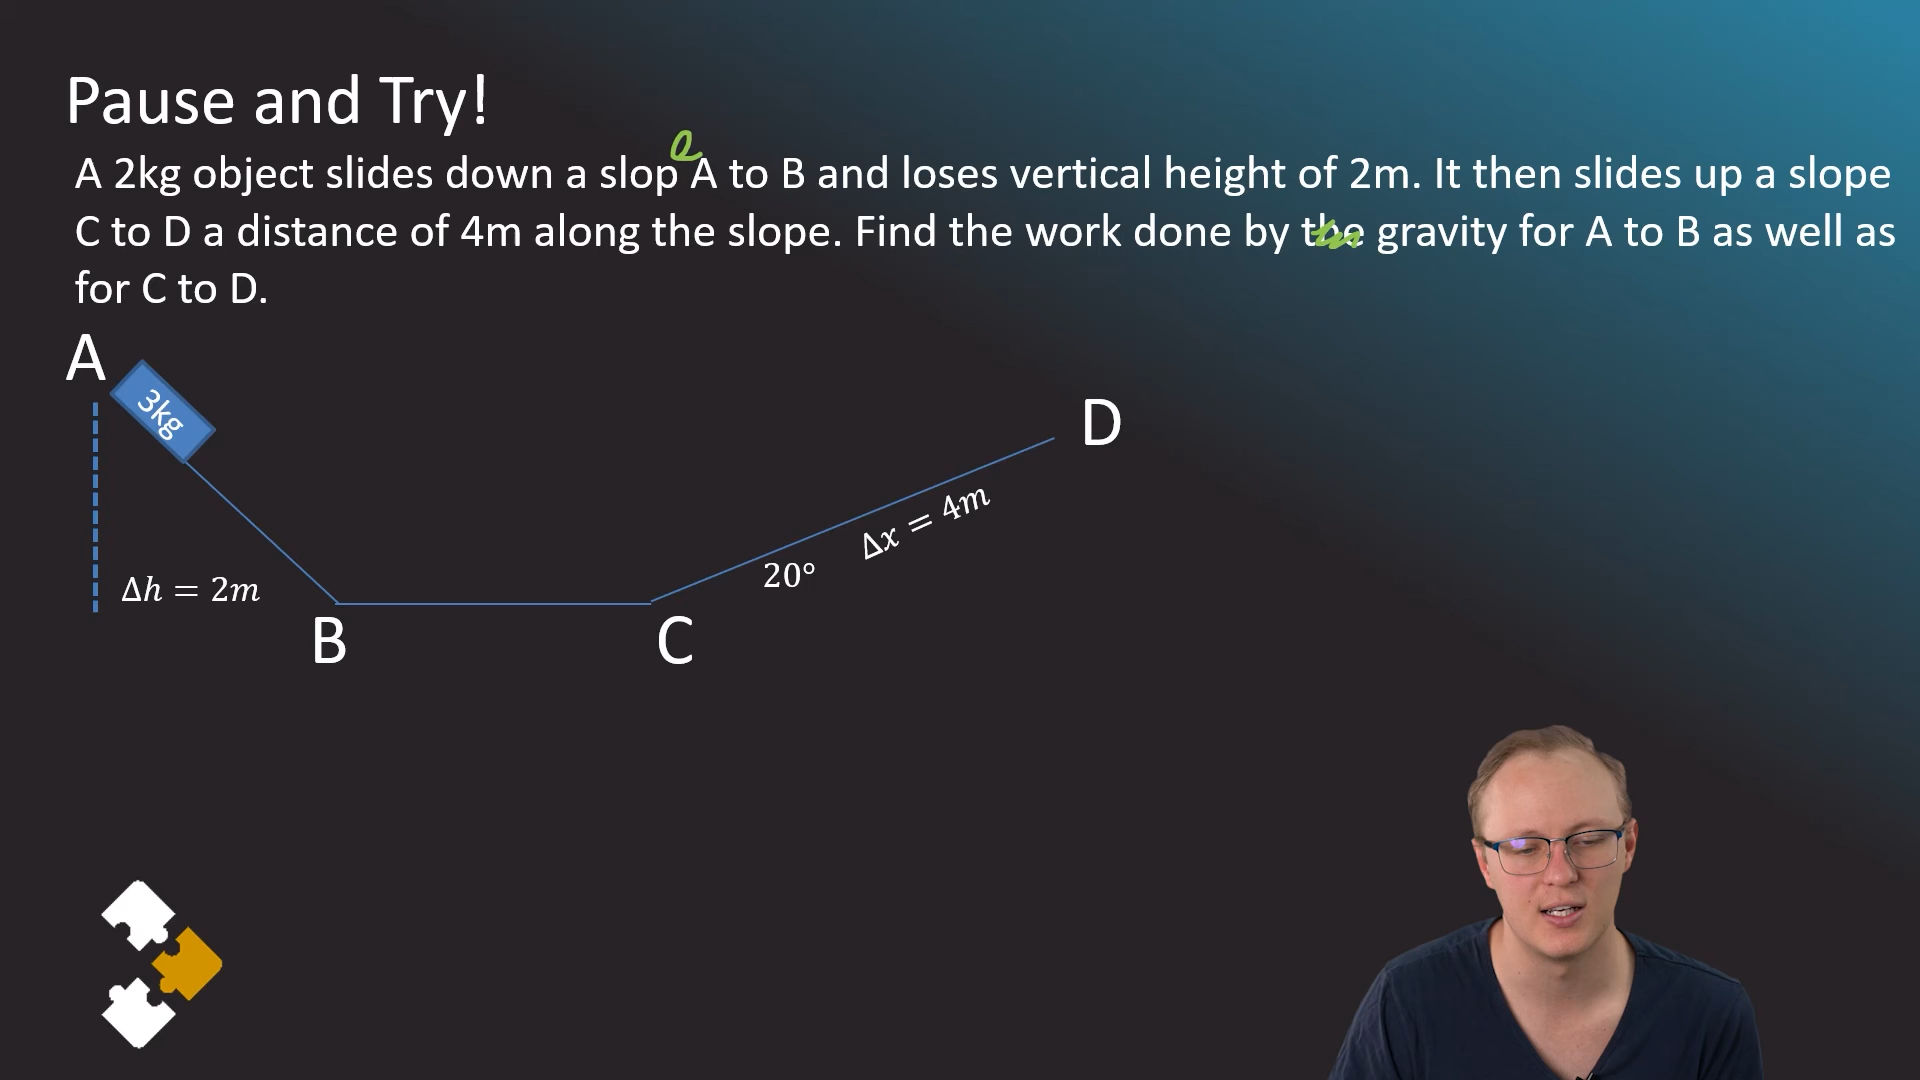 Pause and Try!
A 2kg object slides down a slope A to B and loses vertical height of 2m. It then slides up a slope
C to D a distance of 4m along the slope. Find the work done by the gravity for A to B as well as
for C to D.
A
3kg
D
Δx = 4m
20°
Δh = 2m
B
C